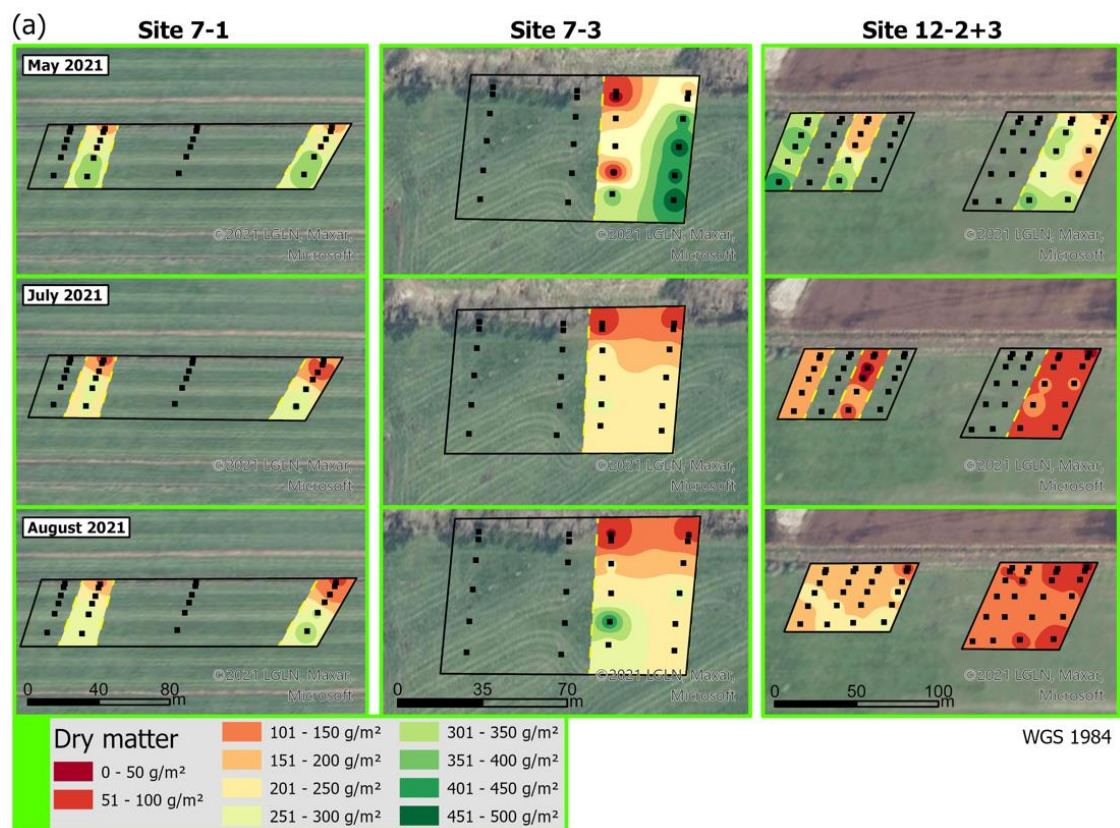 (a)
Site 7-1
Site 7-3
Site 12-2+3
May 2021
©2021 LGLN, Maxar,
Microsoft
©2021 LGLN, Maxar,
Microsoft
©2021 LGLN, Maxar,
Microsoft
July 2021
©2021 LGLN, Maxar,
Microsoft
©2021 LGLN, Maxar,
Microsoft
©2021 LGLN, Maxar,
Microsoft
August 2021
©2021 LGLN, Maxar,
Microsoft
©2021 LGLN, Maxar,
Microsoft
©2021 LGLN, Maxar,
Microsoft
0 40 80 m
0 35 70 m
0 50 100 m
Dry matter
0 - 50 g/m²
51 - 100 g/m²
101 - 150 g/m²
151 - 200 g/m²
201 - 250 g/m²
251 - 300 g/m²
301 - 350 g/m²
351 - 400 g/m²
401 - 450 g/m²
451 - 500 g/m²
WGS 1984